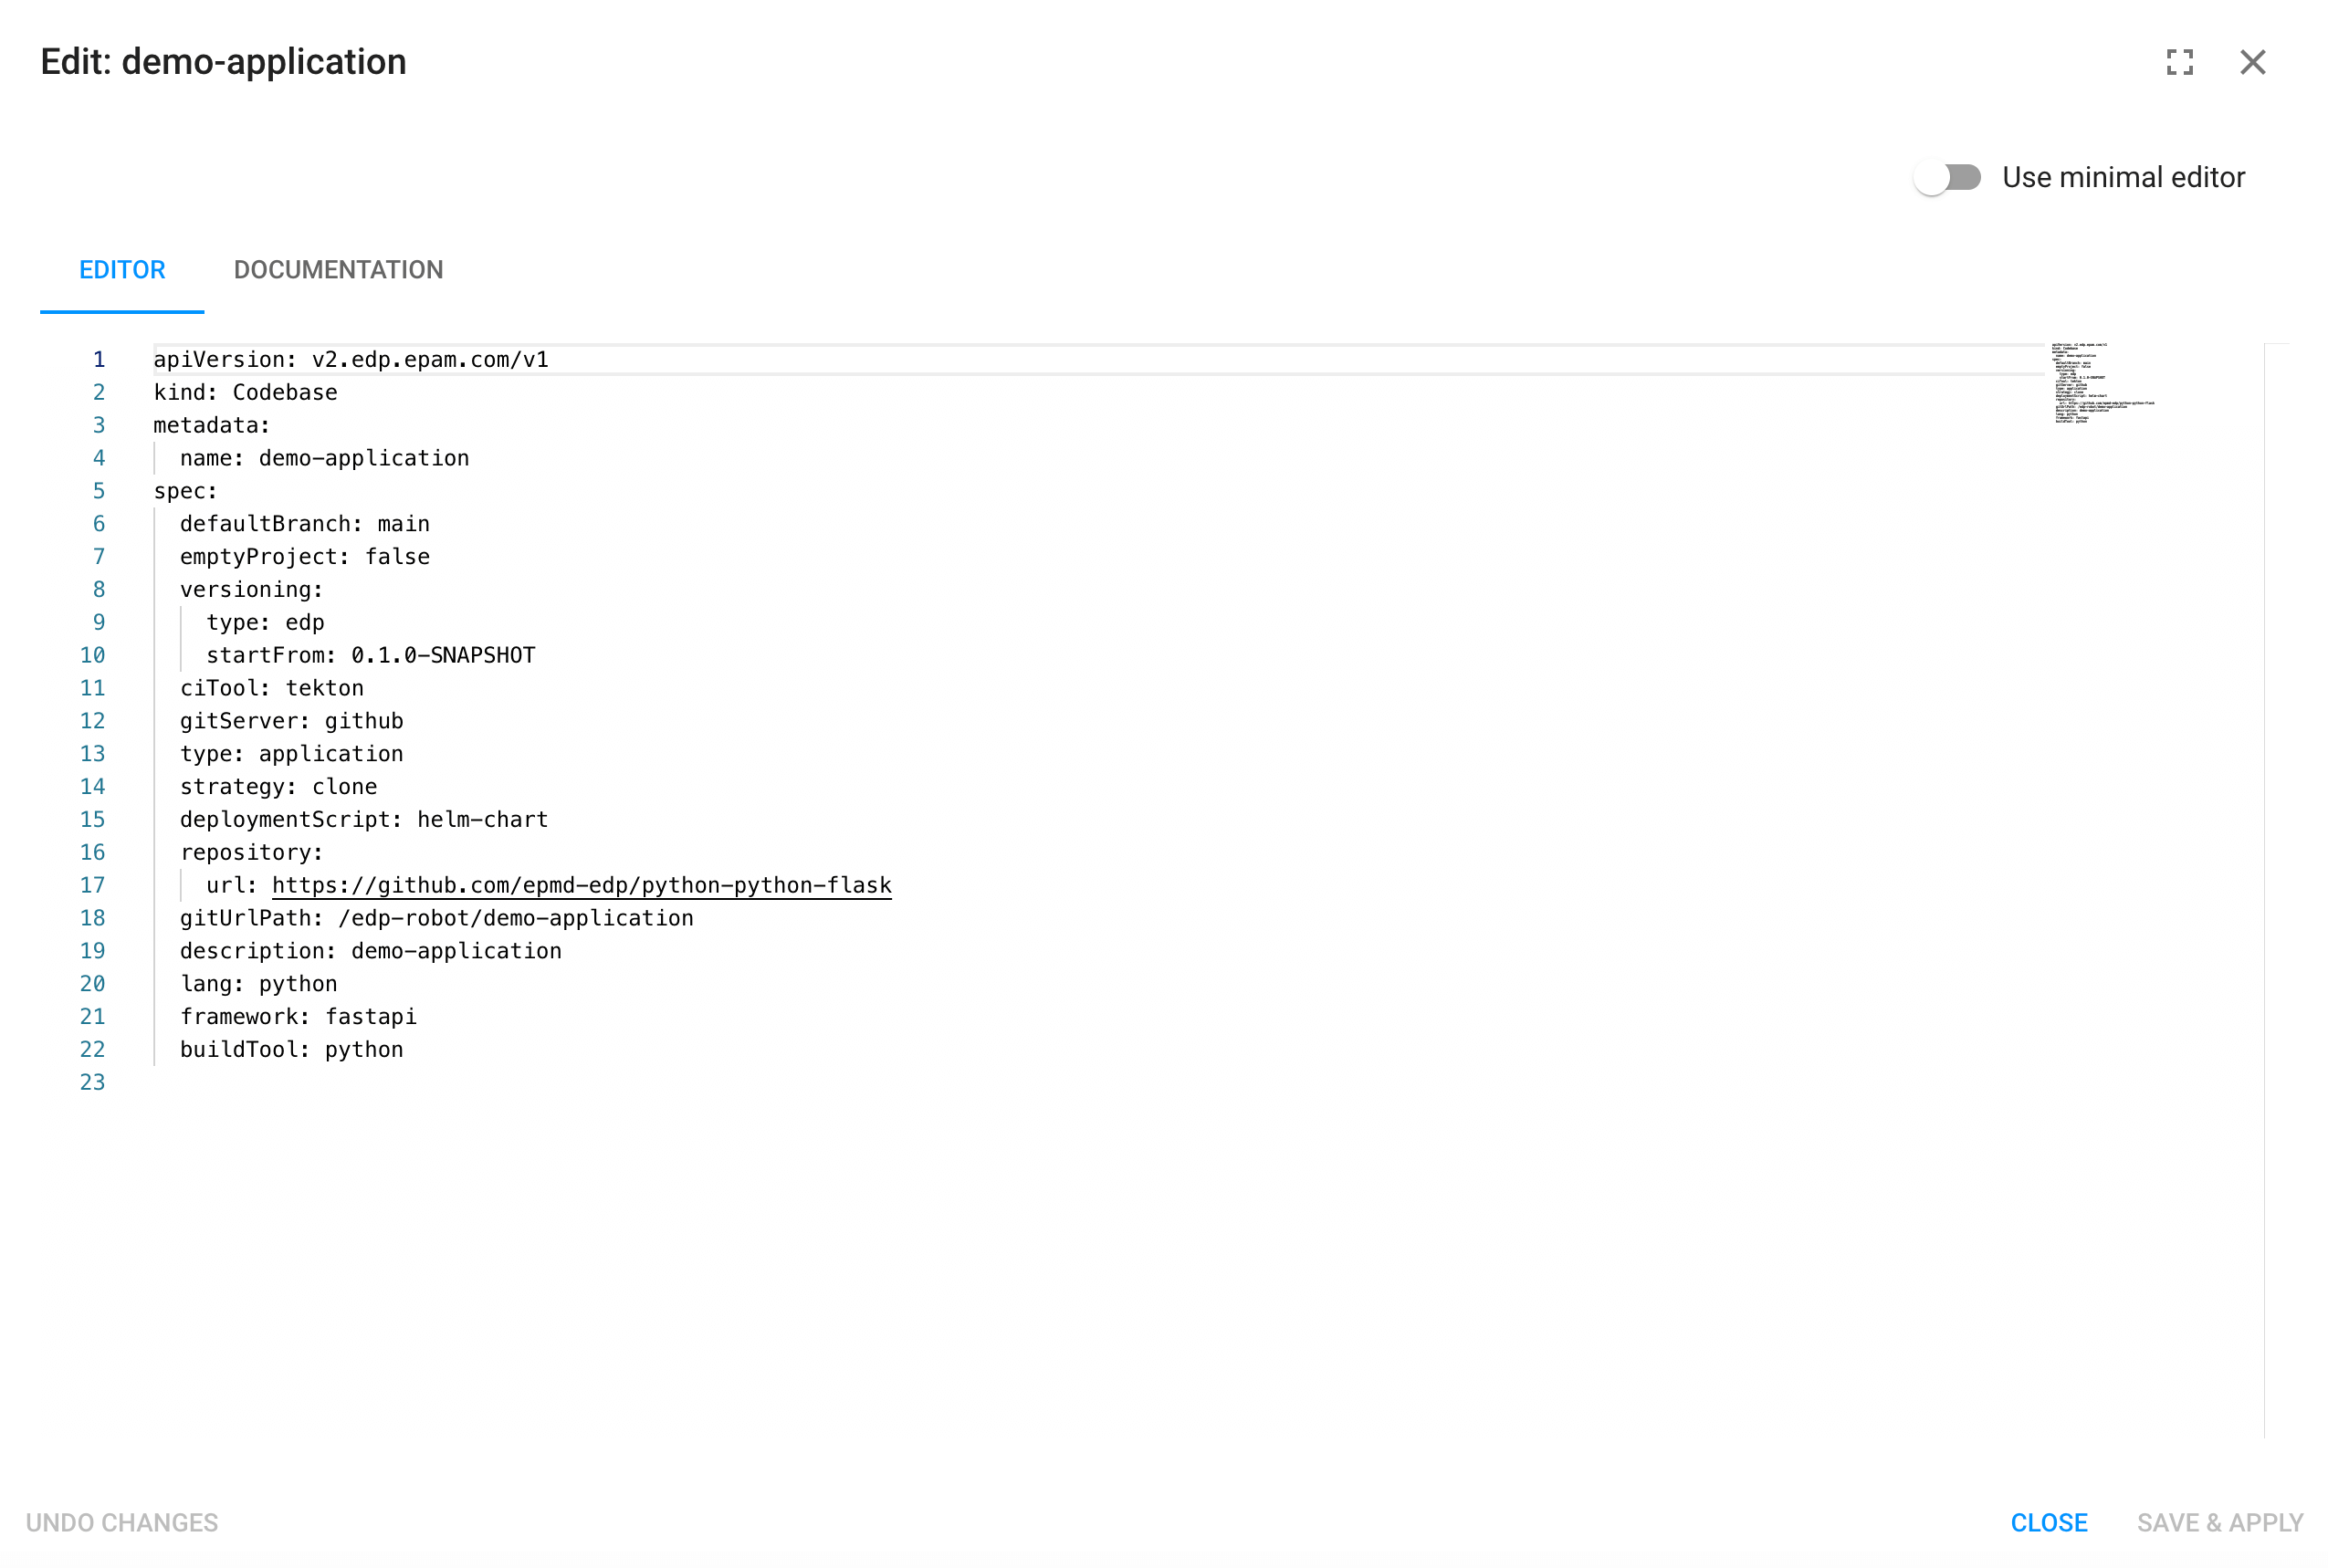 Edit: demo-application
Use minimal editor
EDITOR DOCUMENTATION
1 apiVersion: v2.edp.epam.com/v1
2 kind: Codebase
3 metadata:
4   name: demo-application
5 spec:
6   defaultBranch: main
7   emptyProject: false
8   versioning:
9     type: edp
10     startFrom: 0.1.0-SNAPSHOT
11   ciTool: tekton
12   gitServer: github
13   type: application
14   strategy: clone
15   deploymentScript: helm-chart
16   repository:
17     url: https://github.com/epmd-edp/python-python-flask
18   gitUrlPath: /edp-robot/demo-application
19   description: demo-application
20   lang: python
21   framework: fastapi
22   buildTool: python
23
UNDO CHANGES CLOSE SAVE & APPLY